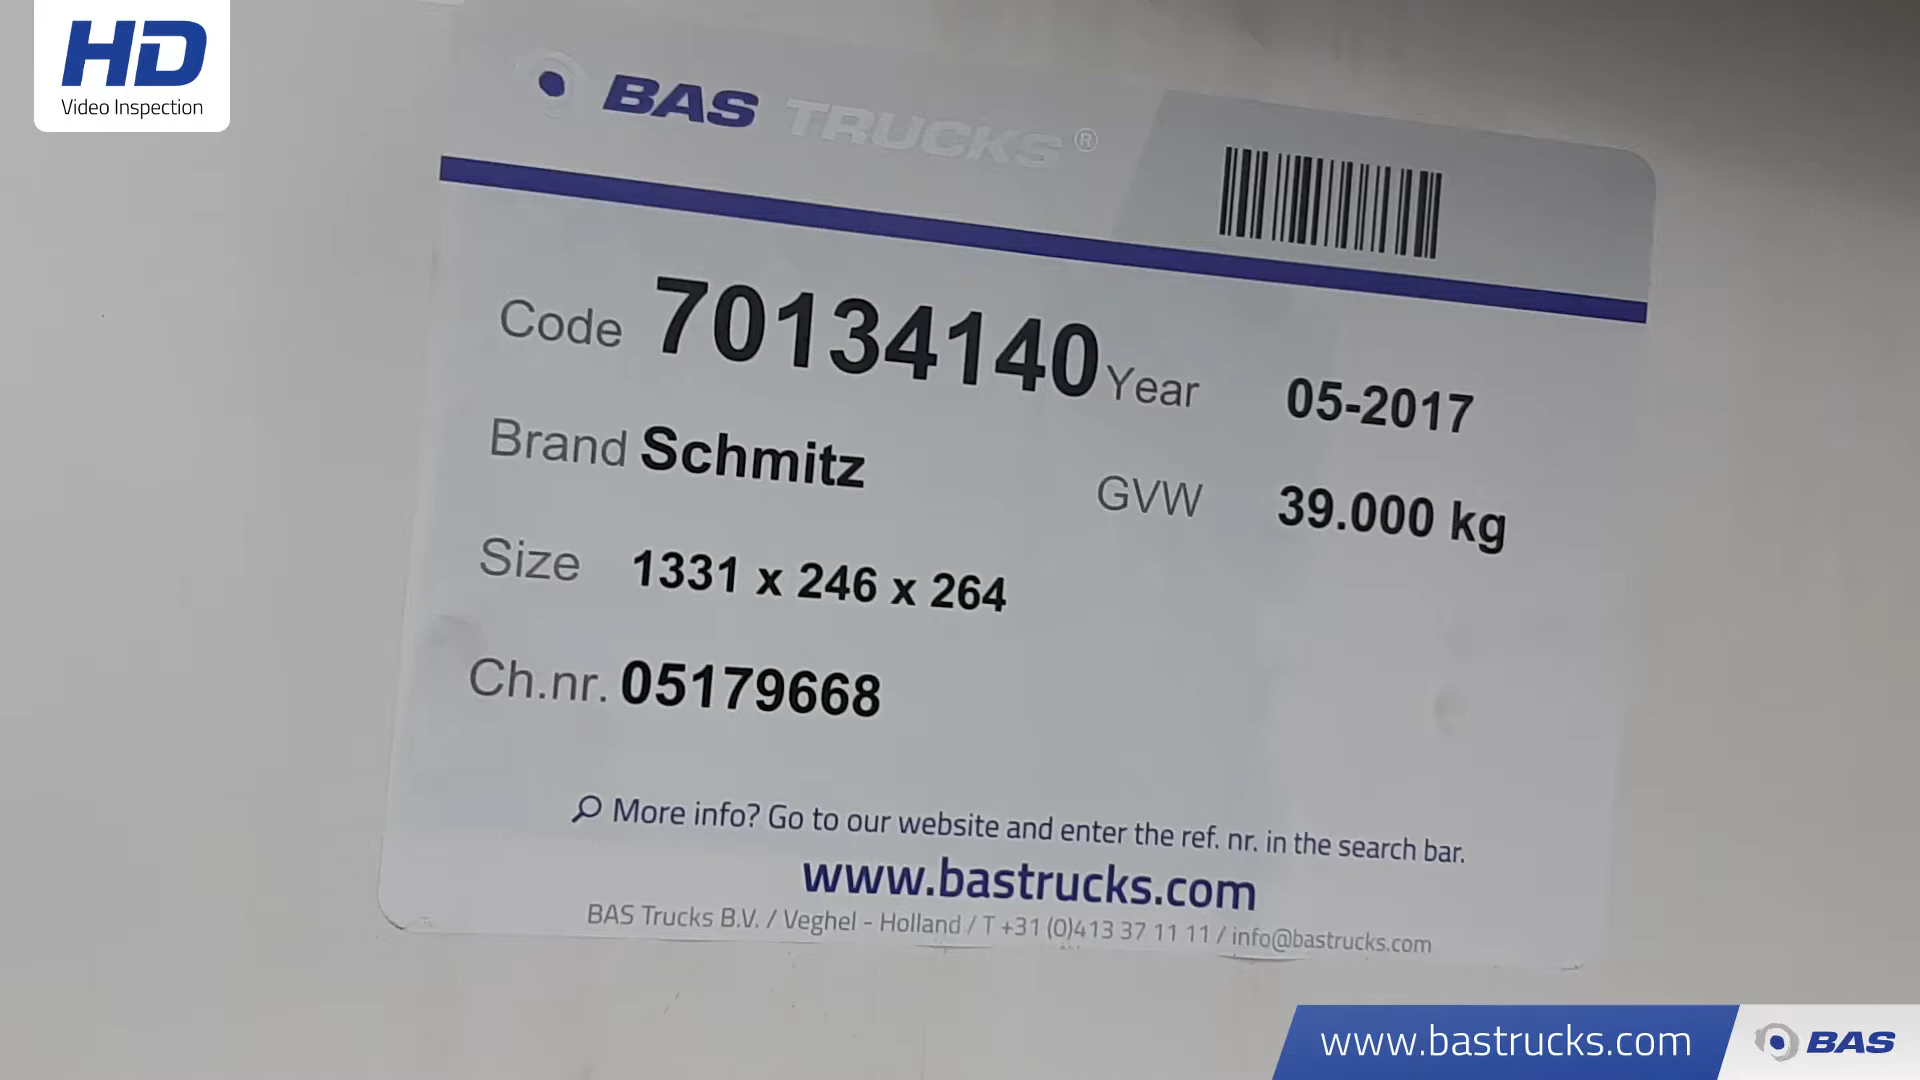 HD
Video Inspection
BAS TRUCKS®
Code 70134140 Year 05-2017
Brand Schmitz GVW 39.000 kg
Size 1331 x 246 x 264
Ch.nr. 05179668
More info? Go to our website and enter the ref. nr. in the search bar.
www.bastrucks.com
BAS Trucks B.V. / Veghel - Holland / T +31 (0)413 37 11 11 / info@bastrucks.com
www.bastrucks.com BAS